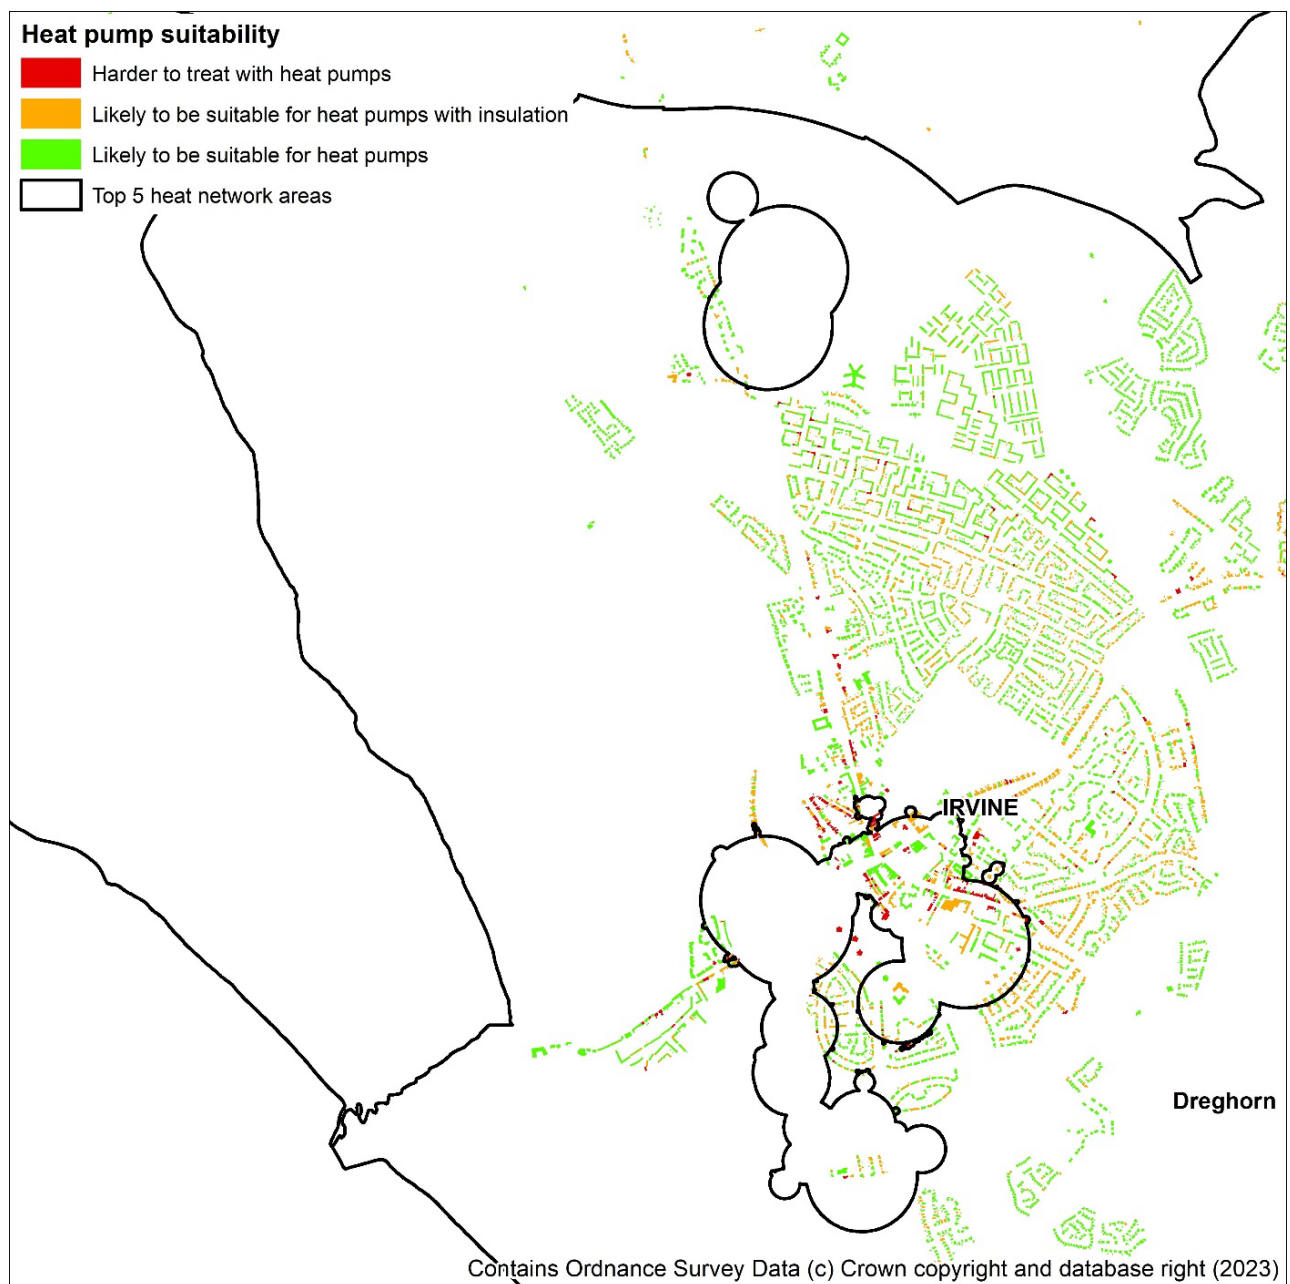 Heat pump suitability
Harder to treat with heat pumps
Likely to be suitable for heat pumps with insulation
Likely to be suitable for heat pumps
Top 5 heat network areas
IRVINE
Dreghorn
Contains Ordnance Survey Data (c) Crown copyright and database right (2023)